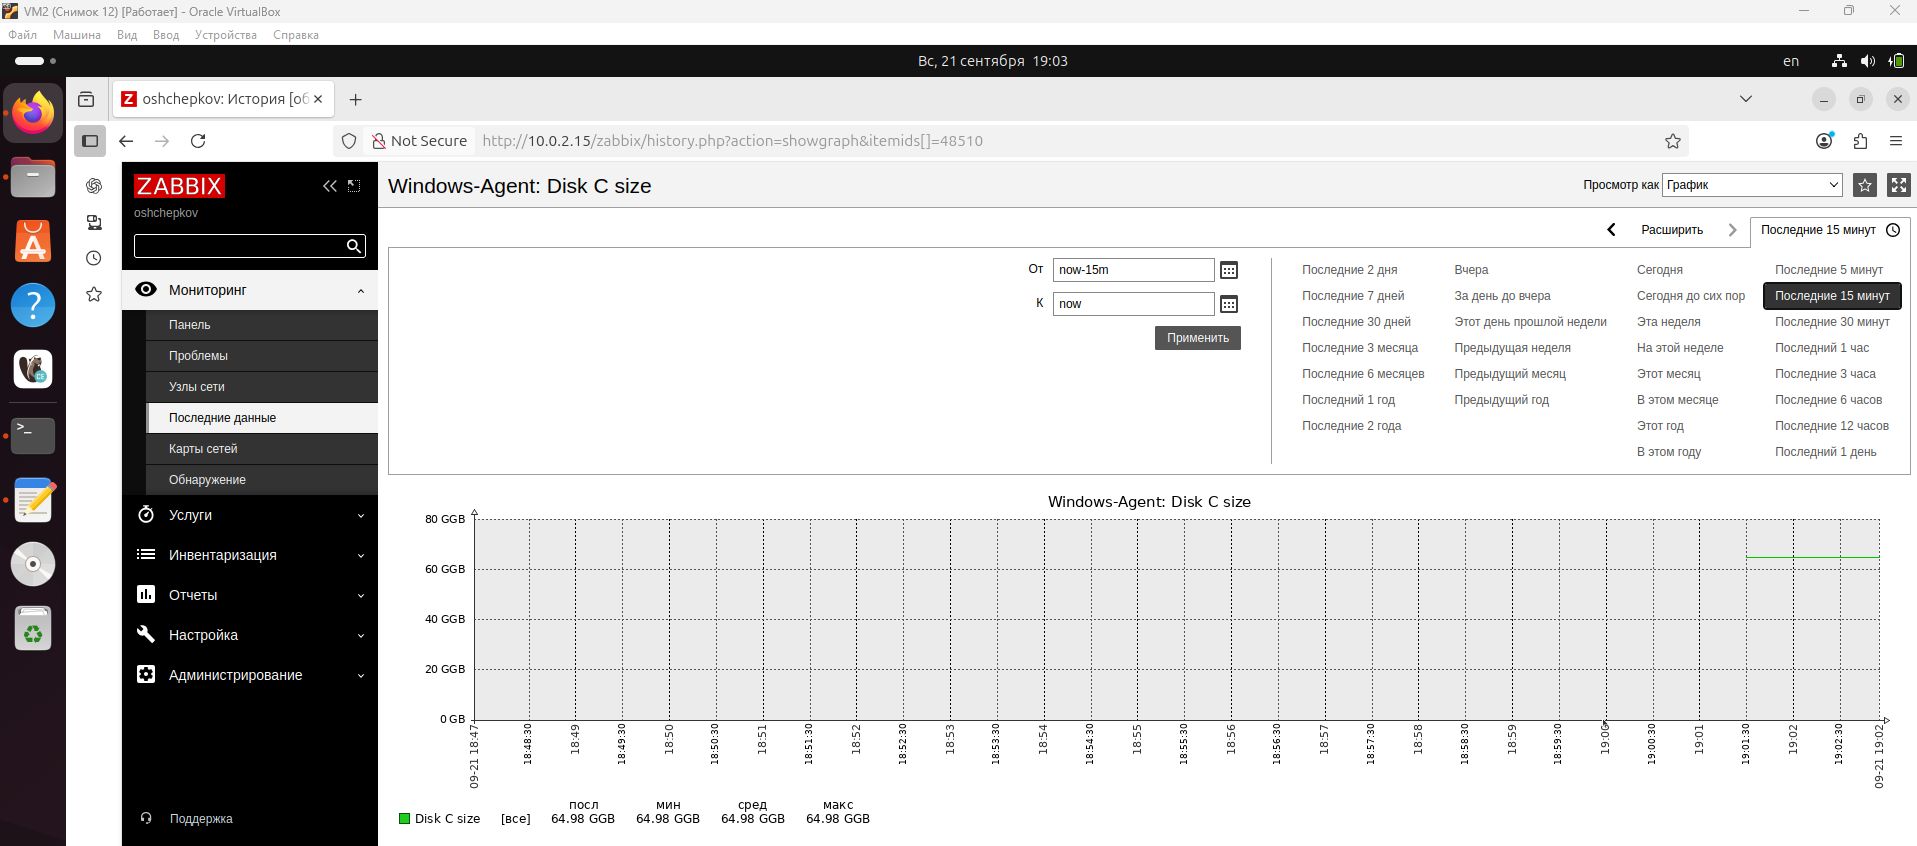 VM2 (Снимок 12) [Работает] - Oracle VirtualBox
Файл Машина Вид Ввод Устройства Справка
Вс, 21 сентября 19:03
en
oshchepkov: История [об
Not Secure http://10.0.2.15/zabbix/history.php?action=showgraph&itemids[]=48510
ZABBIX
oshchepkov
Мониторинг
Панель
Проблемы
Узлы сети
Последние данные
Карты сетей
Обнаружение
Услуги
Инвентаризация
Отчеты
Настройка
Администрирование
Поддержка
Windows-Agent: Disk C size
Просмотр как График
Расширить Последние 15 минут
От now-15m
К now
Применить
Последние 2 дня Вчера Сегодня Последние 5 минут
Последние 7 дней За день до вчера Сегодня до сих пор Последние 15 минут
Последние 30 дней Этот день прошлой недели Эта неделя Последние 30 минут
Последние 3 месяца Предыдущая неделя На этой неделе Последний 1 час
Последние 6 месяцев Предыдущий месяц Этот месяц Последние 3 часа
Последний 1 год Предыдущий год В этом месяце Последние 6 часов
Последние 2 года Этот год Последние 12 часов
В этом году Последний 1 день
Windows-Agent: Disk C size
80 GGB
60 GGB
40 GGB
20 GGB
0 GB
09-21 18:47 18:48:30 18:49 18:49:30 18:50 18:50:30 18:51 18:51:30 18:52 18:52:30 18:53 18:53:30 18:54 18:54:30 18:55 18:55:30 18:56 18:56:30 18:57 18:57:30 18:58 18:58:30 18:59 18:59:30 19:00 19:00:30 19:01 19:01:30 19:02 19:02:30 09-21 19:02
посл мин сред макс
Disk C size [все] 64.98 GGB 64.98 GGB 64.98 GGB 64.98 GGB